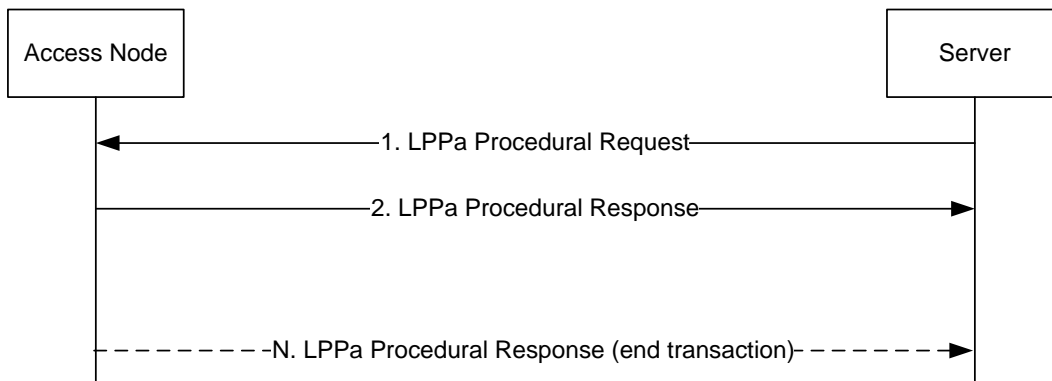 Access Node
Server
1. LPPa Procedural Request
2. LPPa Procedural Response
N. LPPa Procedural Response (end transaction)